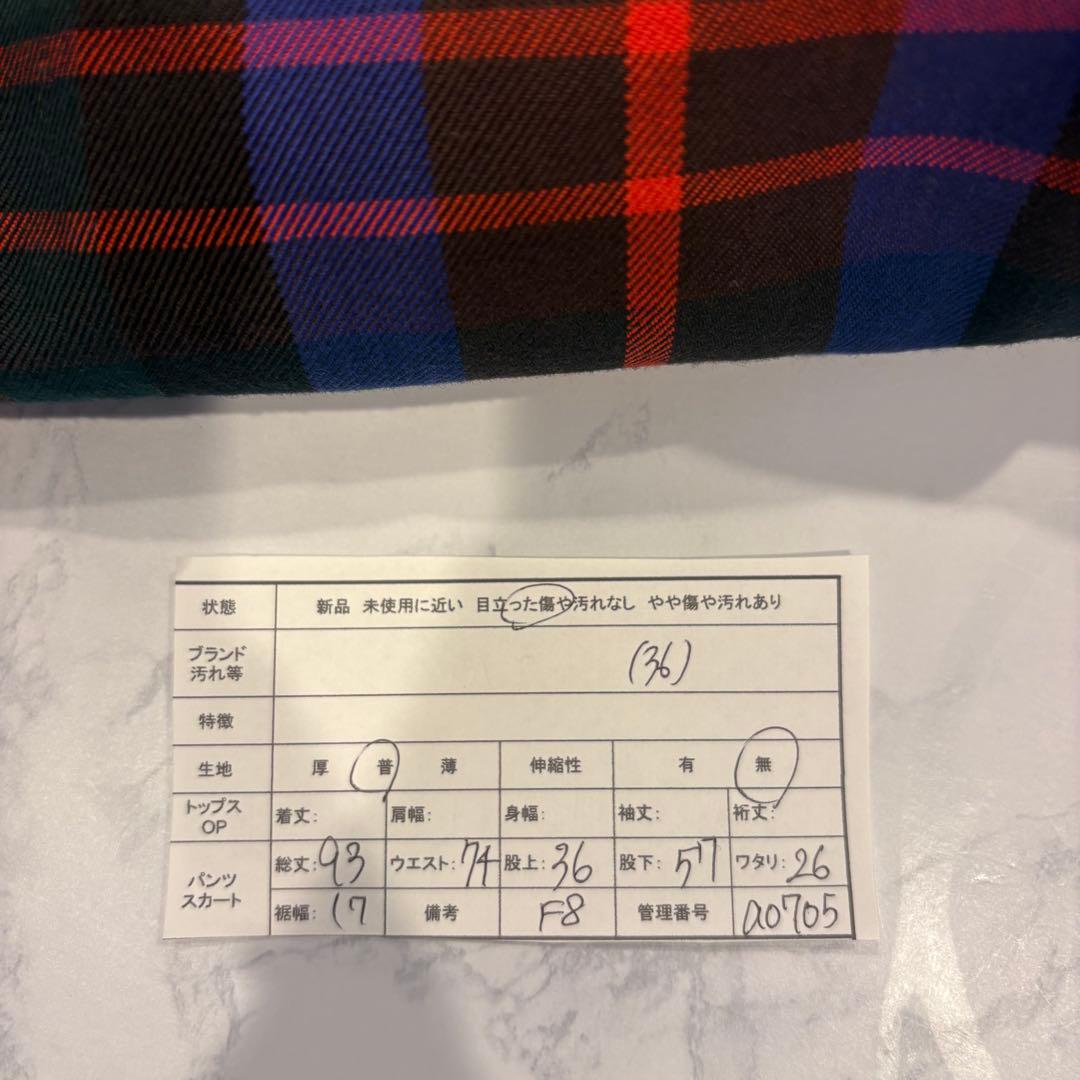 状態 新品 未使用に近い 目立った傷や汚れなし やや傷や汚れあり
ブランド
汚れ等 (36)
特徴
生地 厚 普 薄 伸縮性 有 無
トップス
OP 着丈: 肩幅: 身幅: 袖丈: 裄丈:
パンツ
スカート
総丈:93 ウエスト:74 股上:36 股下:57 ワタリ:26
裾幅:17 備考 F8 管理番号 a0705